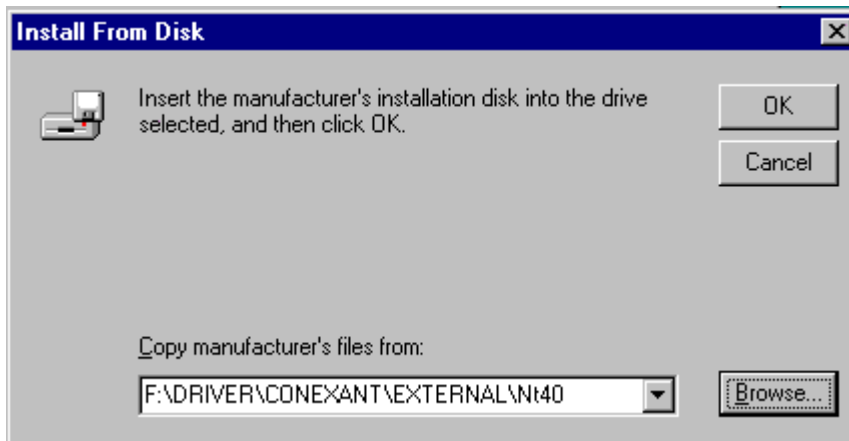 Install From Disk
Insert the manufacturer's installation disk into the drive
selected, and then click OK.
OK
Cancel
Copy manufacturer's files from:
F:\DRIVER\CONEXANT\EXTERNAL\Nt40
Browse...